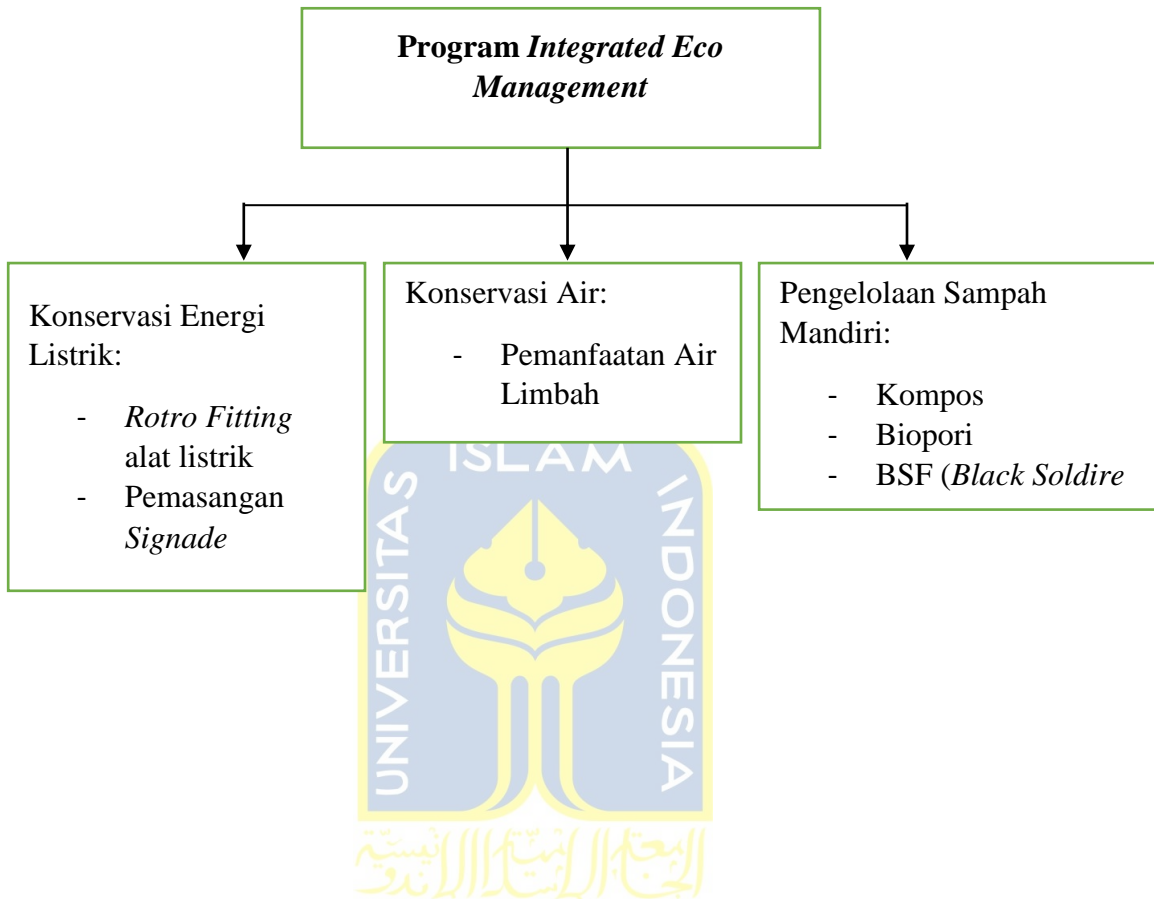 Program Integrated Eco
Management
Konservasi Energi
Listrik:
- Rotro Fitting
alat listrik
- Pemasangan
Signade
Konservasi Air:
- Pemanfaatan Air
Limbah
Pengelolaan Sampah
Mandiri:
- Kompos
- Biopori
- BSF (Black Soldire
UNIVERSITAS
ISLAM
INDONESIA